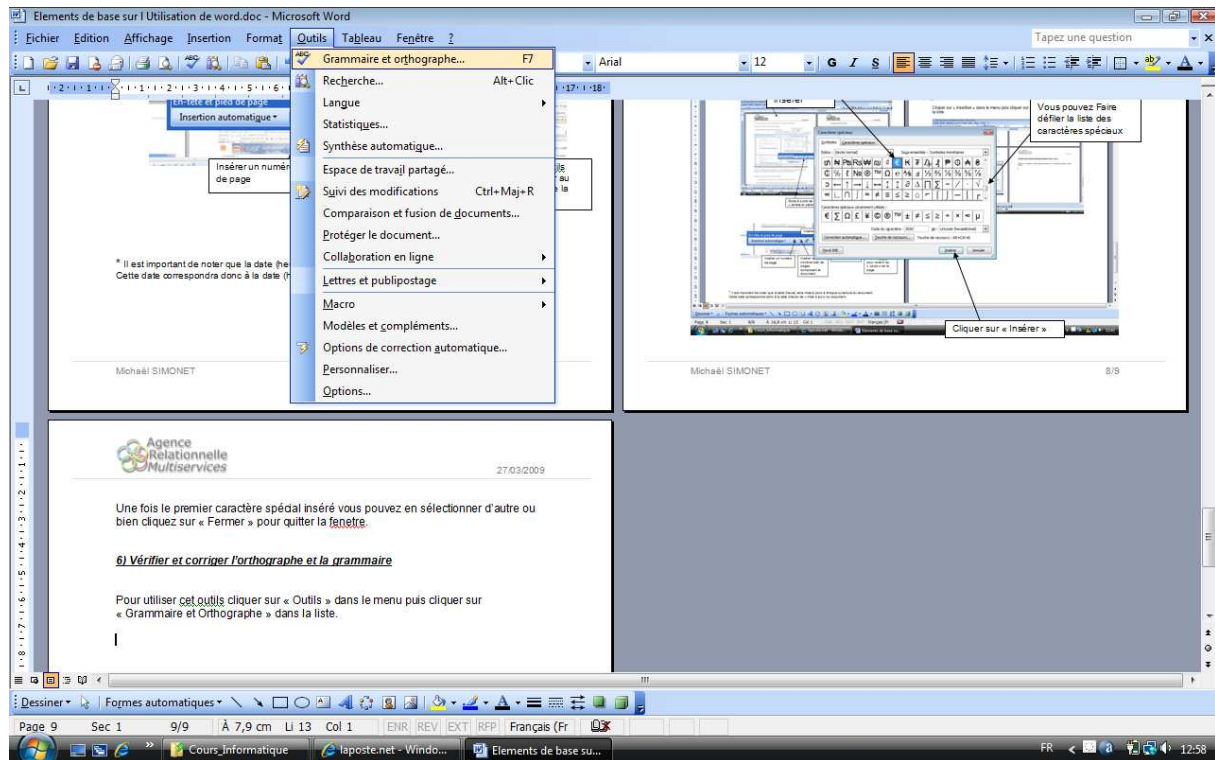 Elements de base sur l Utilisation de word.doc - Microsoft Word
Fichier Edition Affichage Insertion Format Outils Tableau Fenêtre ?
Tapez une question
Arial 12 G I S
Grammaire et orthographe... F7
Recherche... Alt+Clic
Langue
Statistiques...
Synthèse automatique...
Espace de travail partagé...
Suivi des modifications Ctrl+Maj+R
Comparaison et fusion de documents...
Protéger le document...
Collaboration en ligne
Lettres et publipostage
Macro
Modèles et compléments...
Options de correction automatique...
Personnaliser...
Options...
En-tête et pied de page
Insertion automatique
Insérer un numér
de page
important de noter que la date (he
Cette date correspondra donc à la date (h
Michaël SIMONET
Insérer
Vous pouvez Faire
défiler la liste des
caractères spéciaux
Cliquer sur « Insérer »
Michaël SIMONET 8/9
Agence
Relationnelle
Multiservices
27/03/2009
Une fois le premier caractère spécial inséré vous pouvez en sélectionner d'autre ou
bien cliquez sur « Fermer » pour quitter la fenetre.
6) Vérifier et corriger l'orthographe et la grammaire
Pour utiliser cet outils cliquer sur « Outils » dans le menu puis cliquer sur
« Grammaire et Orthographe » dans la liste.
Dessiner Formes automatiques
Page 9 Sec 1 9/9 À 7,9 cm Li 13 Col 1 ENR REV EXT RFP Français (Fr
Cours_Informatique laposte.net - Windo... Elements de base su... FR 12:58